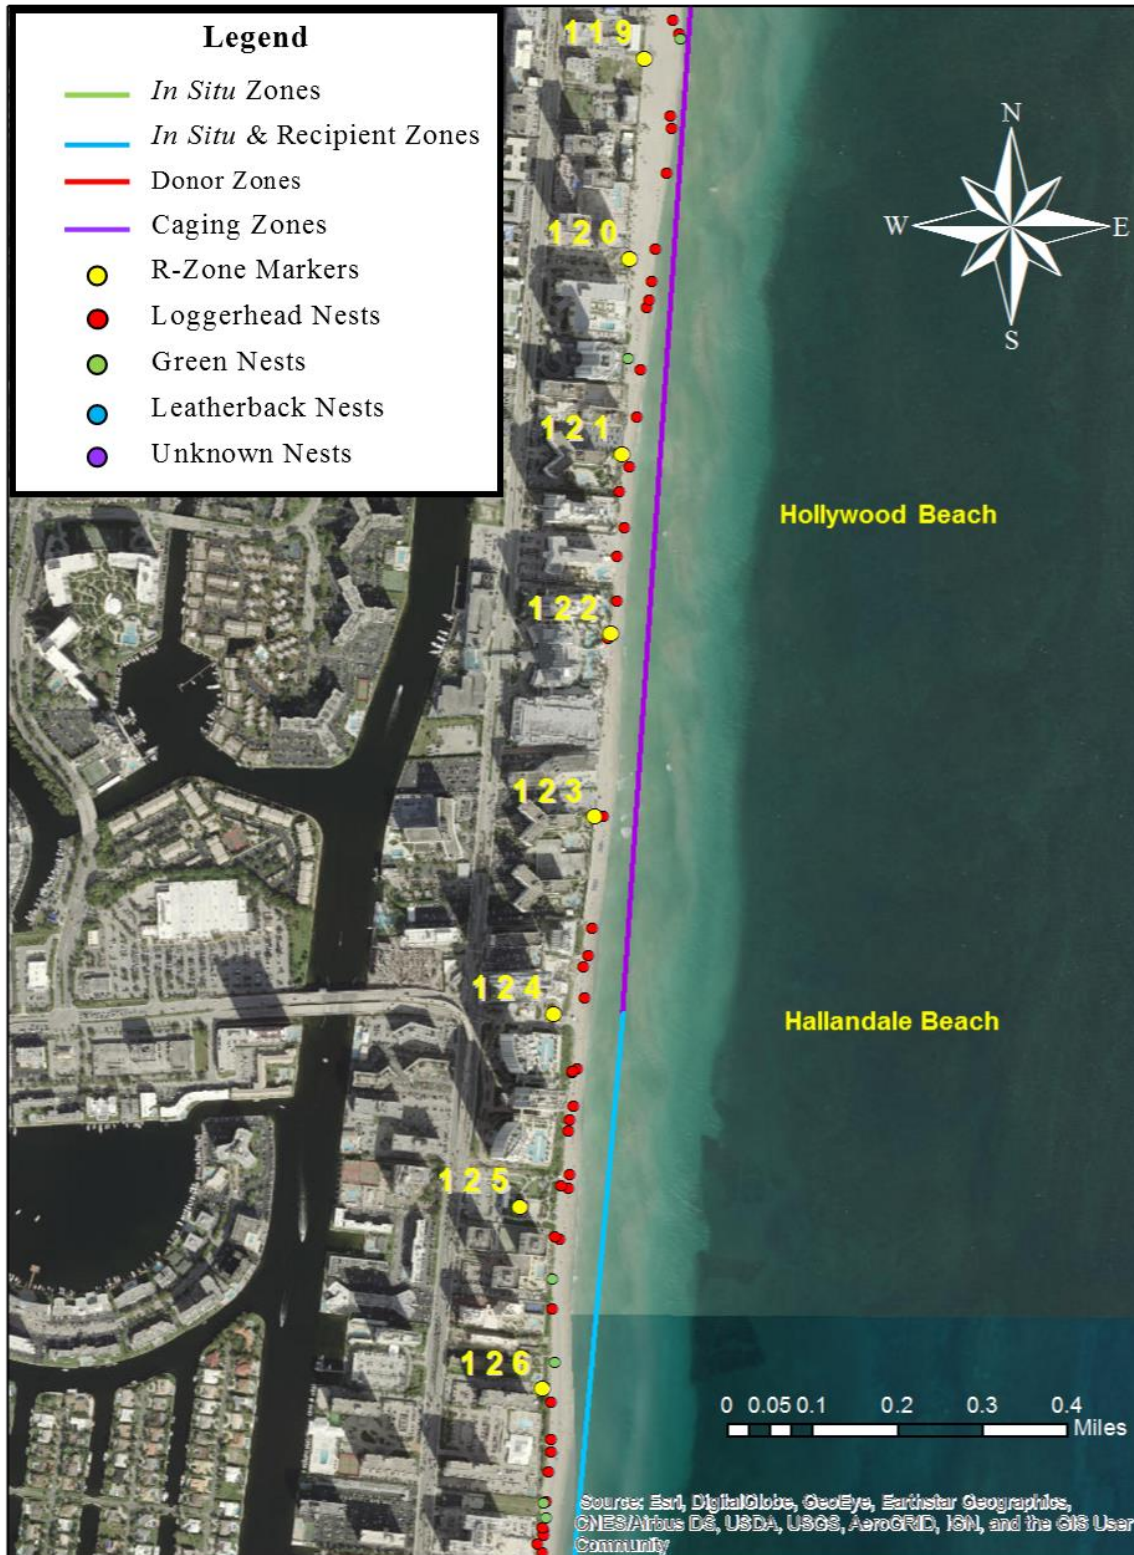 Legend
In Situ Zones
In Situ & Recipient Zones
Donor Zones
Caging Zones
R-Zone Markers
Loggerhead Nests
Green Nests
Leatherback Nests
Unknown Nests
119
N
W
E
S
120
121
Hollywood Beach
122
123
124
Hallandale Beach
125
126
0 0.05 0.1 0.2 0.3 0.4
Miles
Source: Esri, DigitalGlobe, GeoEye, Earthstar Geographics,
CNES/Airbus DS, USDA, USGS, AeroGRID, IGN, and the GIS User
Community